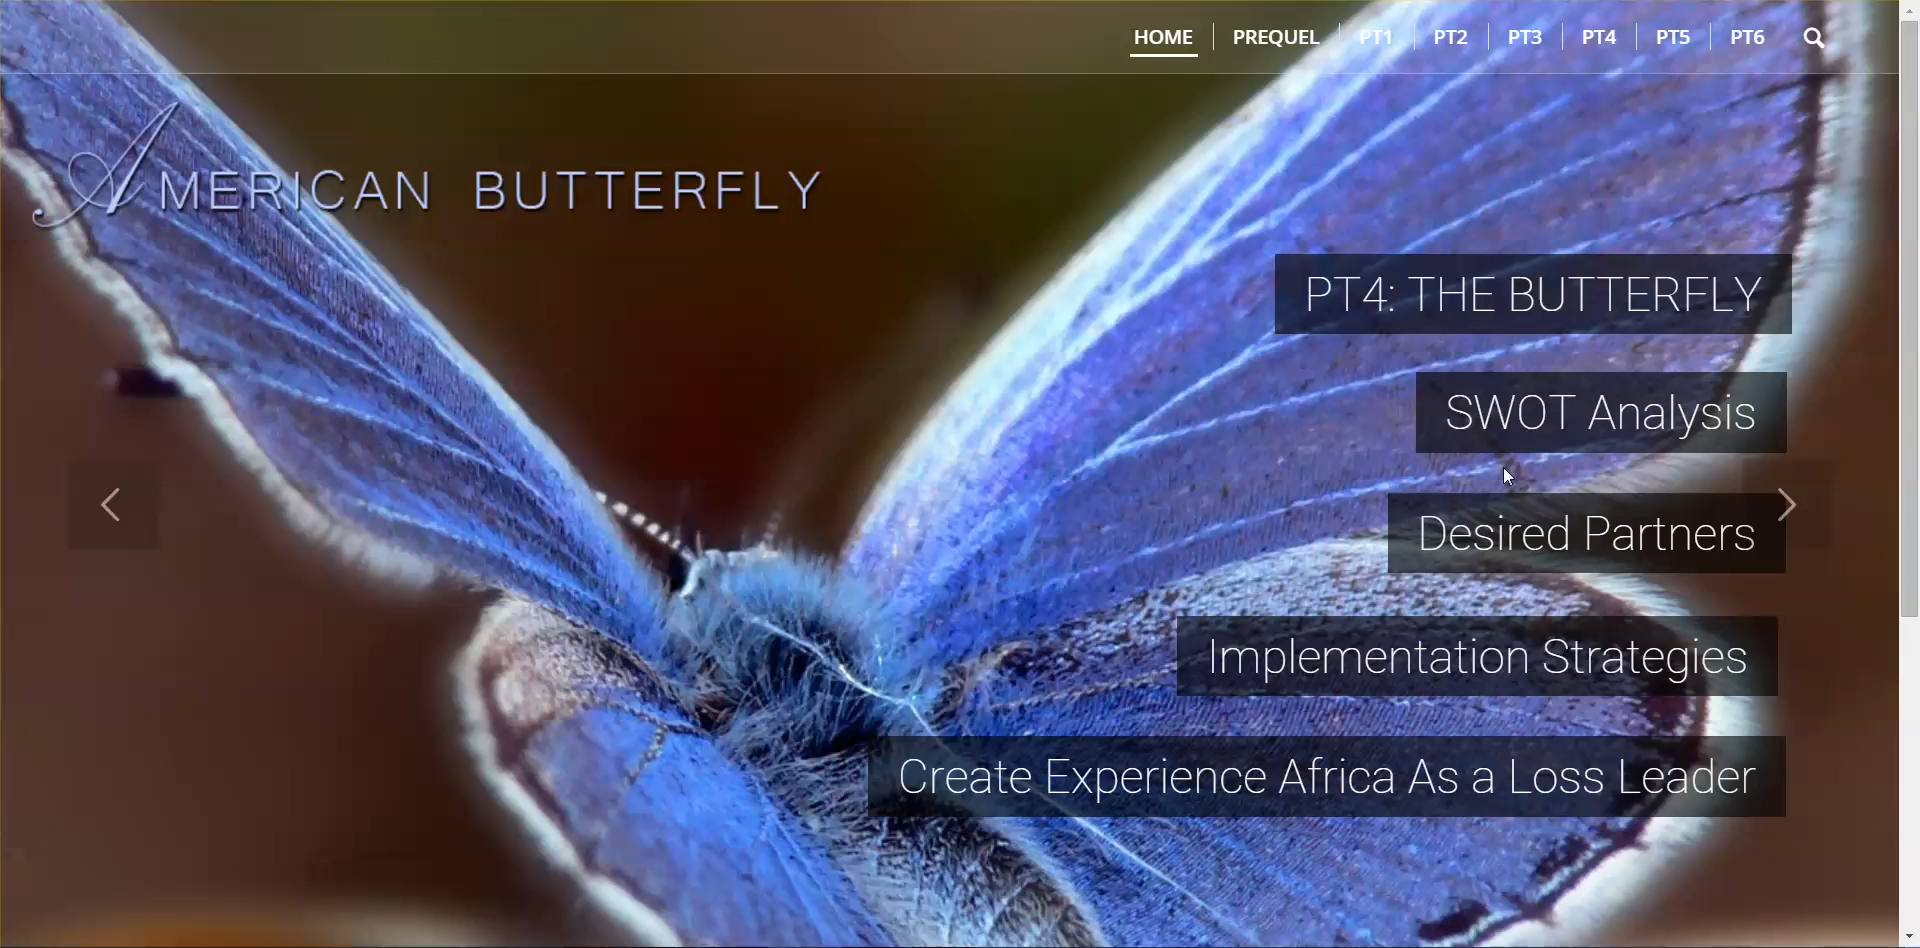 HOME PREQUEL PT1 PT2 PT3 PT4 PT5 PT6
AMERICAN BUTTERFLY
PT4: THE BUTTERFLY
SWOT Analysis
Desired Partners
Implementation Strategies
Create Experience Africa As a Loss Leader